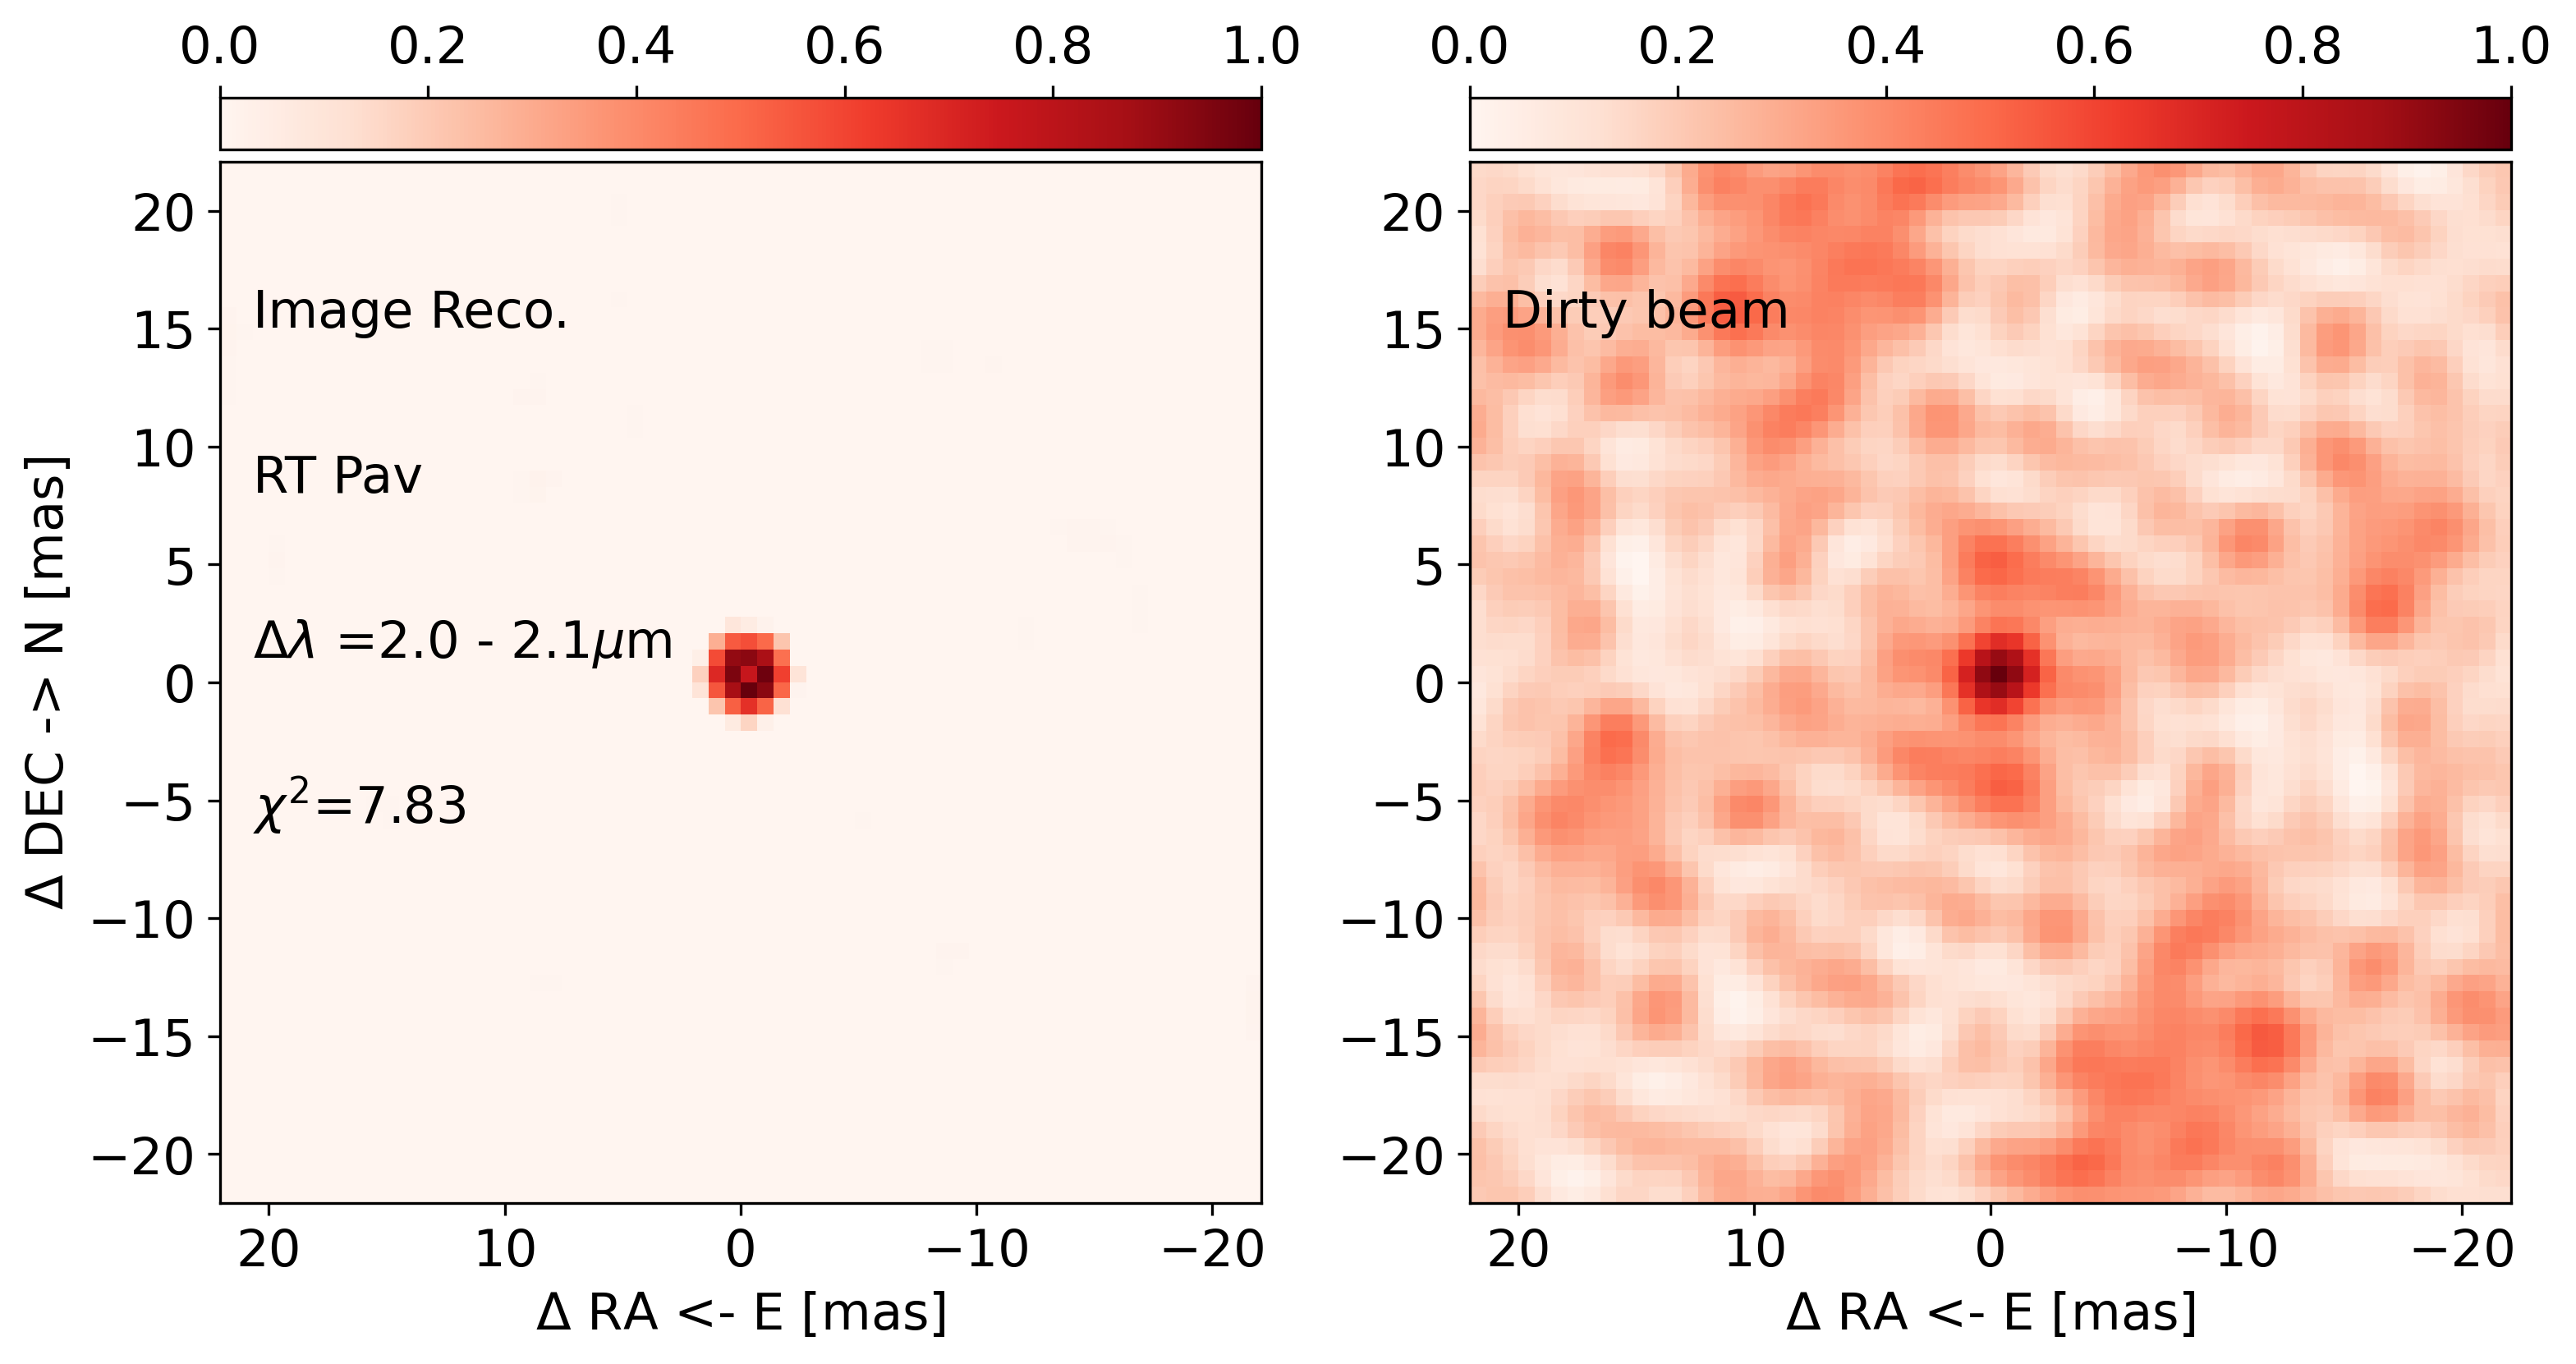 0.0 0.2 0.4 0.6 0.8 1.0
0.0 0.2 0.4 0.6 0.8 1.0
Image Reco.
RT Pav
Δλ =2.0 - 2.1μm
χ²=7.83
Δ DEC -> N [mas]
20
15
10
5
0
−5
−10
−15
−20
20 10 0 −10 −20
Δ RA <- E [mas]
Dirty beam
20
15
10
5
0
−5
−10
−15
−20
20 10 0 −10 −20
Δ RA <- E [mas]